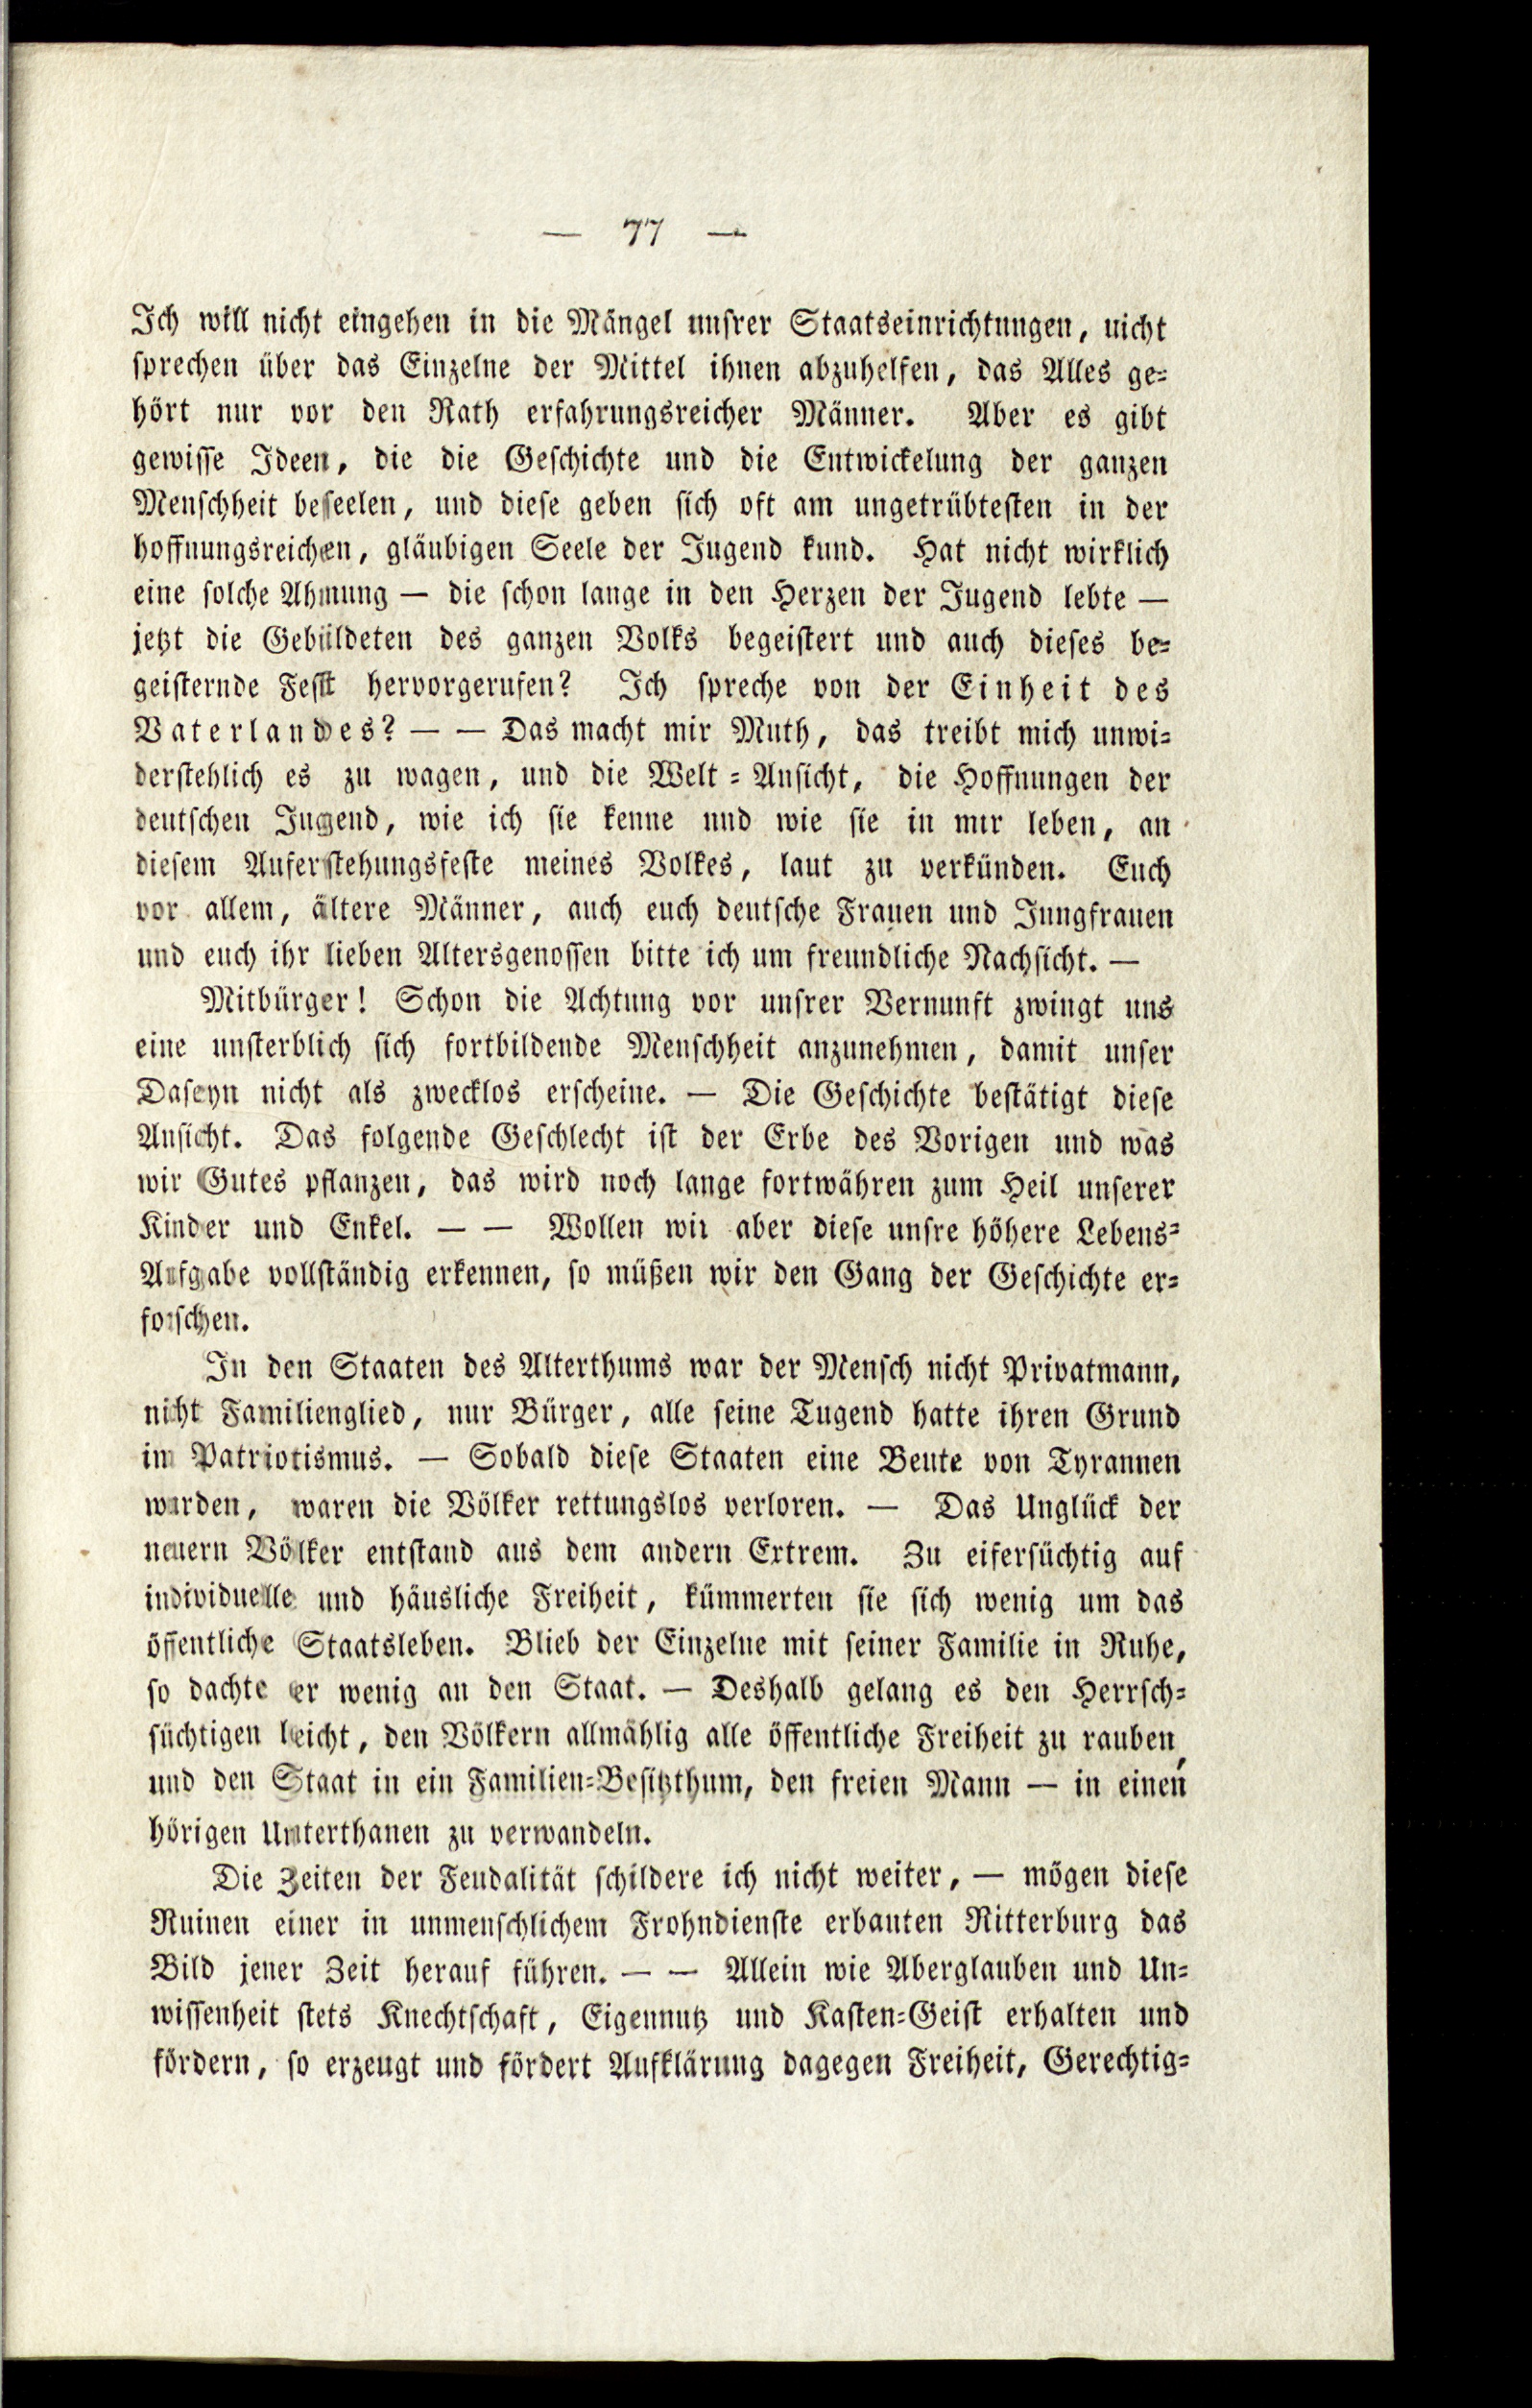 — 77 —
Ich will nicht eingehen in die Mängel unsrer Staatseinrichtungen, nicht
sprechen über das Einzelne der Mittel ihnen abzuhelfen, das Alles ge-
hört nur vor den Rath erfahrungsreicher Männer. Aber es gibt
gewisse Ideen, die die Geschichte und die Entwickelung der ganzen
Menschheit beseelen, und diese geben sich oft am ungetrübtesten in der
hoffnungsreichen, gläubigen Seele der Jugend kund. Hat nicht wirklich
eine solche Ahnung — die schon lange in den Herzen der Jugend lebte —
jetzt die Gebildeten des ganzen Volks begeistert und auch dieses be-
geisternde Fest hervorgerufen? Ich spreche von der Einheit des
Vaterlandes? — — Das macht mir Muth, das treibt mich unwi-
derstehlich es zu wagen, und die Welt-Ansicht, die Hoffnungen der
deutschen Jugend, wie ich sie kenne und wie sie in mir leben, an
diesem Auferstehungsfeste meines Volkes, laut zu verkünden. Euch
vor allem, ältere Männer, auch euch deutsche Frauen und Jungfrauen
und euch ihr lieben Altersgenossen bitte ich um freundliche Nachsicht. —
Mitbürger! Schon die Achtung vor unsrer Vernunft zwingt uns
eine unsterblich sich fortbildende Menschheit anzunehmen, damit unser
Daseyn nicht als zwecklos erscheine. — Die Geschichte bestätigt diese
Ansicht. Das folgende Geschlecht ist der Erbe des Vorigen und was
wir Gutes pflanzen, das wird noch lange fortwähren zum Heil unserer
Kinder und Enkel. — — Wollen wir aber diese unsre höhere Lebens-
Aufgabe vollständig erkennen, so müßen wir den Gang der Geschichte er-
forschen.
In den Staaten des Alterthums war der Mensch nicht Privatmann,
nicht Familienglied, nur Bürger, alle seine Tugend hatte ihren Grund
im Patriotismus. — Sobald diese Staaten eine Beute von Tyrannen
wurden, waren die Völker rettungslos verloren. — Das Unglück der
neuern Völker entstand aus dem andern Extrem. Zu eifersüchtig auf
individuelle und häusliche Freiheit, kümmerten sie sich wenig um das
öffentliche Staatsleben. Blieb der Einzelne mit seiner Familie in Ruhe,
so dachte er wenig an den Staat. — Deshalb gelang es den Herrsch-
süchtigen leicht, den Völkern allmählig alle öffentliche Freiheit zu rauben,
und den Staat in ein Familien-Besitzthum, den freien Mann — in einen
hörigen Unterthanen zu verwandeln.
Die Zeiten der Feudalität schildere ich nicht weiter, — mögen diese
Ruinen einer in unmenschlichem Frohndienste erbauten Ritterburg das
Bild jener Zeit herauf führen. — — Allein wie Aberglauben und Un-
wissenheit stets Knechtschaft, Eigennutz und Kasten-Geist erhalten und
fördern, so erzeugt und fördert Aufklärung dagegen Freiheit, Gerechtig-